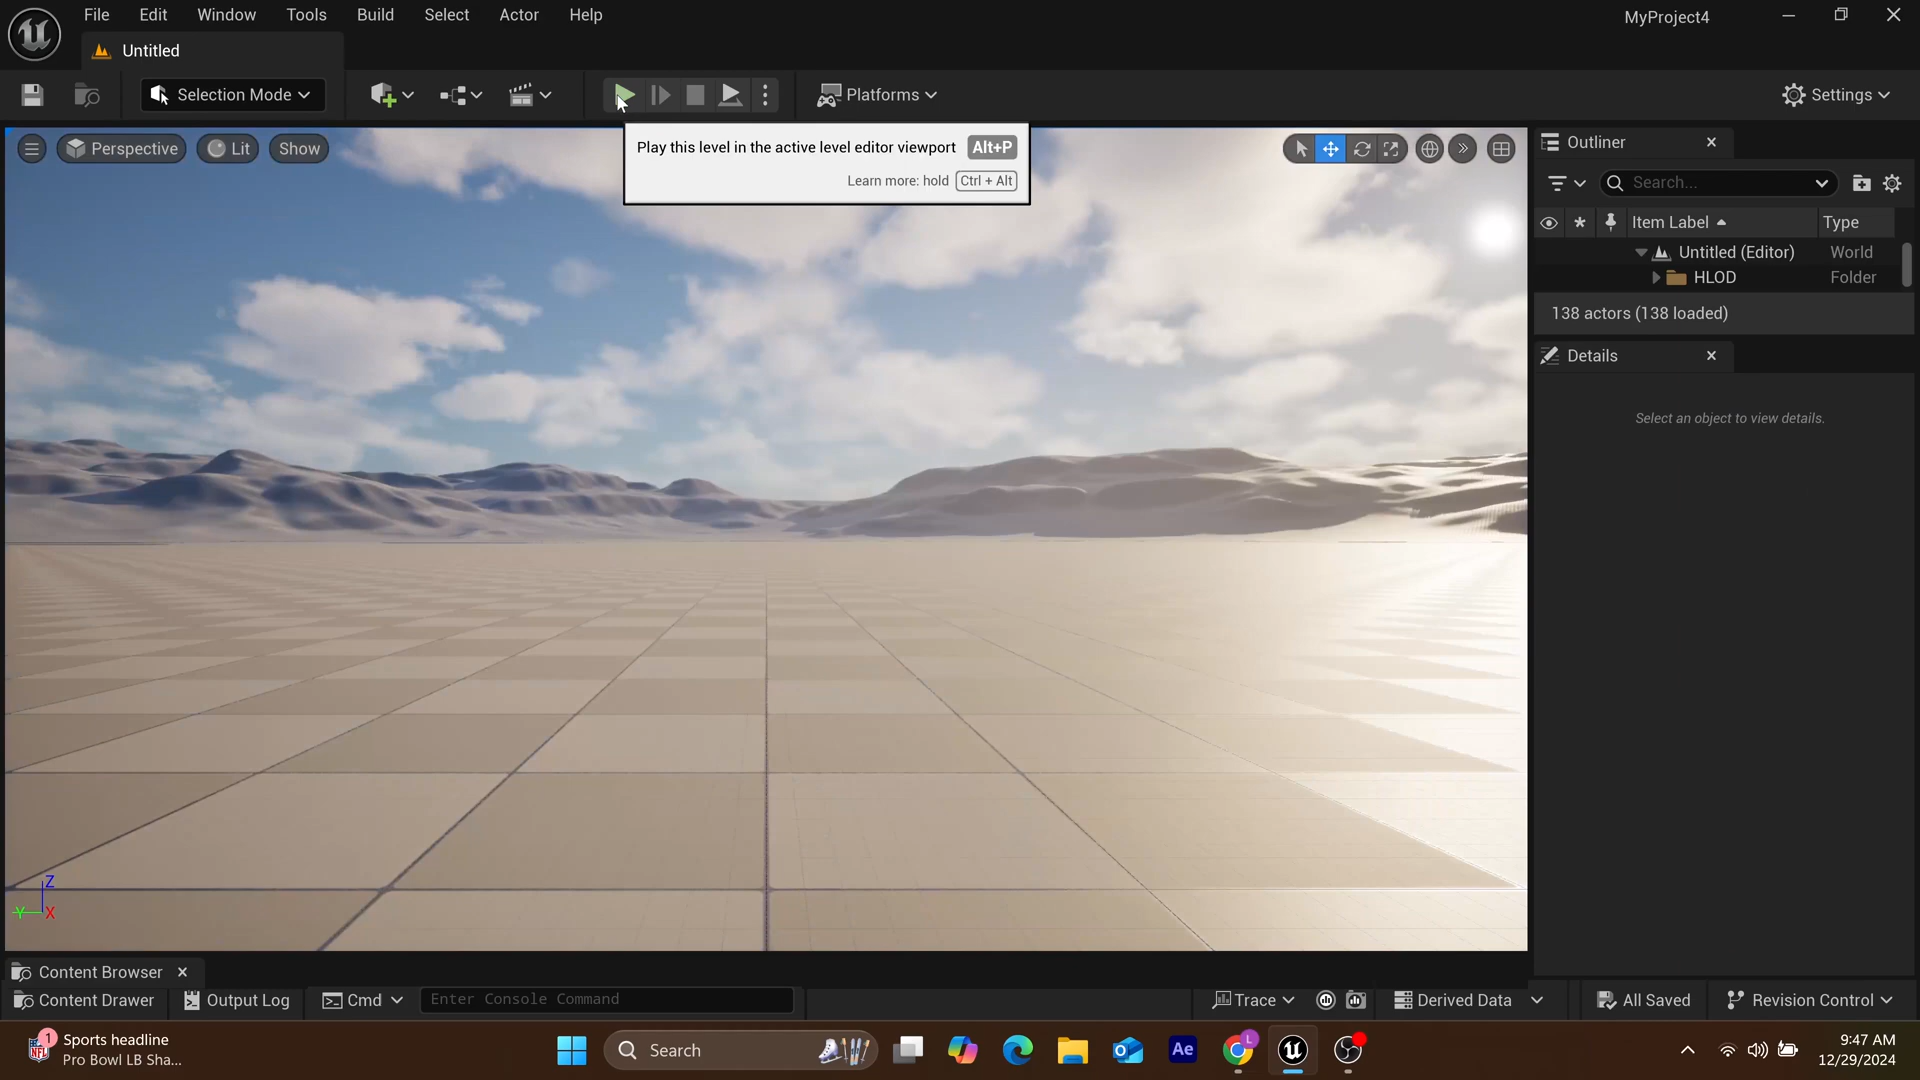 File Edit Window Tools Build Select Actor Help
MyProject4
Untitled
Selection Mode
Platforms
Settings
Play this level in the active level editor viewport Alt+P
Learn more: hold Ctrl + Alt
Perspective Lit Show
Outliner
Search...
Item Label Type
Untitled (Editor) World
HLOD Folder
138 actors (138 loaded)
Details
Select an object to view details.
Z
Y X
Content Browser
Content Drawer Output Log Cmd Enter Console Command Trace Derived Data All Saved Revision Control
1
NFL
Sports headline
Pro Bowl LB Sha...
Search
Ae
L
9:47 AM
12/29/2024